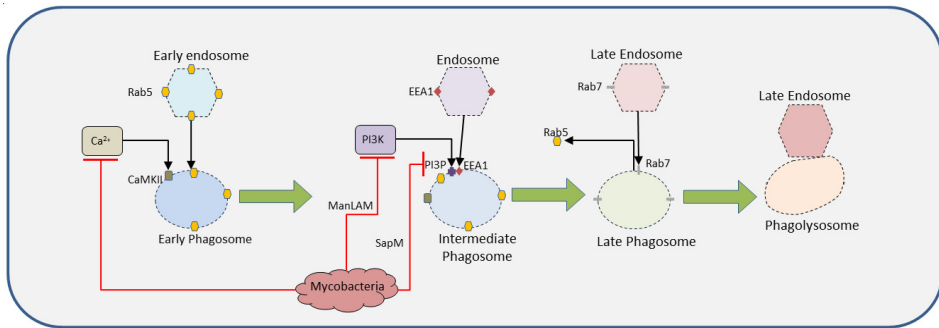 Early endosome
Rab5
Ca²⁺
CaMKII
Early Phagosome
Endosome
EEA1
PI3K
PI3P
EEA1
ManLAM
SapM
Intermediate
Phagosome
Mycobacteria
Late Endosome
Rab7
Rab5
Rab7
Late Phagosome
Late Endosome
Phagolysosome